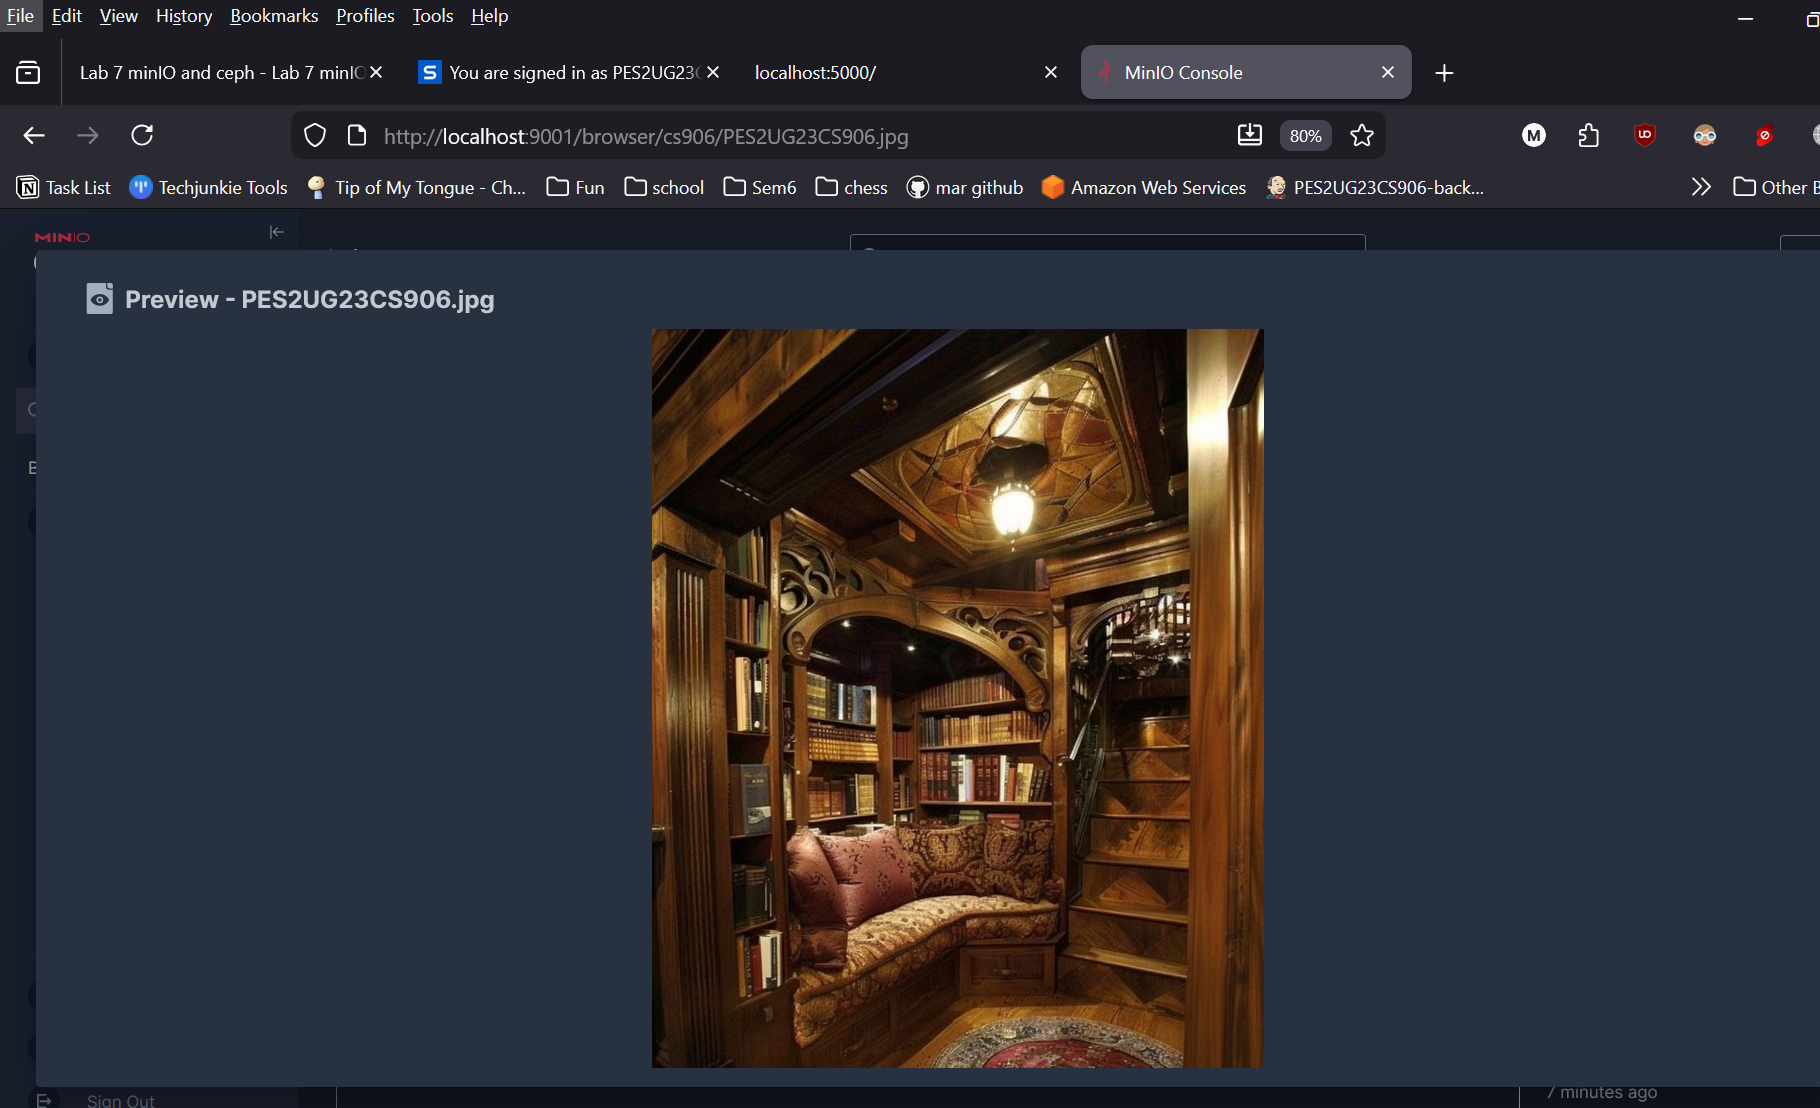 File Edit View History Bookmarks Profiles Tools Help
Lab 7 minIO and ceph - Lab 7 minIO
You are signed in as PES2UG23C
localhost:5000/
MinIO Console
http://localhost:9001/browser/cs906/PES2UG23CS906.jpg
80%
Task List
Techjunkie Tools
Tip of My Tongue - Ch...
Fun
school
Sem6
chess
mar github
Amazon Web Services
PES2UG23CS906-back...
Other B
MINIO
Preview - PES2UG23CS906.jpg
Sign Out
7 minutes ago